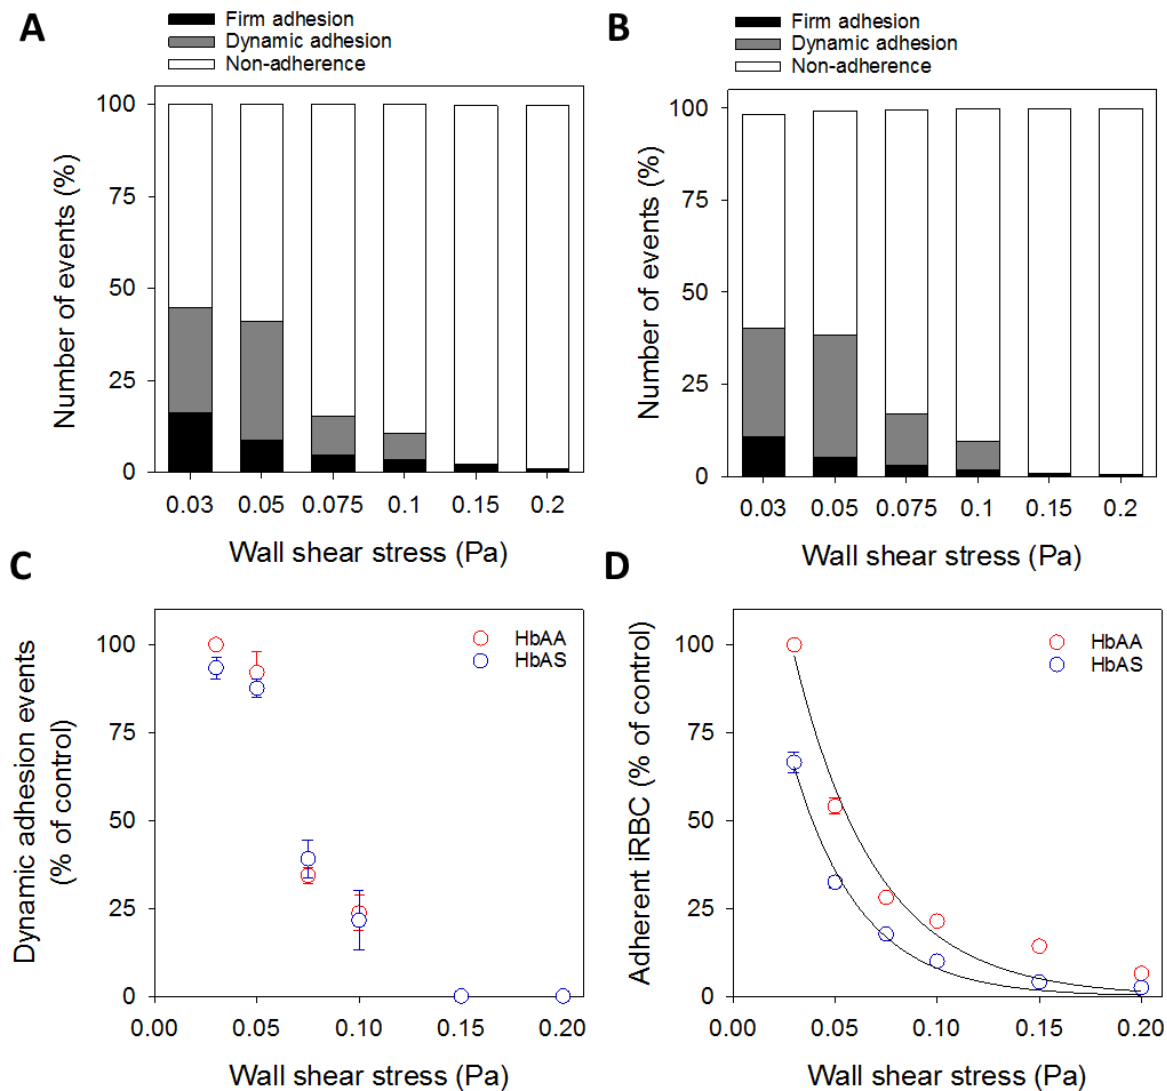 A
Firm adhesion
Dynamic adhesion
Non-adherence
Number of events (%)
100
75
50
25
0
0.03 0.05 0.075 0.1 0.15 0.2
Wall shear stress (Pa)
B
Firm adhesion
Dynamic adhesion
Non-adherence
Number of events (%)
100
75
50
25
0
0.03 0.05 0.075 0.1 0.15 0.2
Wall shear stress (Pa)
C
HbAA
HbAS
Dynamic adhesion events
(% of control)
100
75
50
25
0
0.00 0.05 0.10 0.15 0.20
Wall shear stress (Pa)
D
HbAA
HbAS
Adherent iRBC (% of control)
100
75
50
25
0
0.00 0.05 0.10 0.15 0.20
Wall shear stress (Pa)